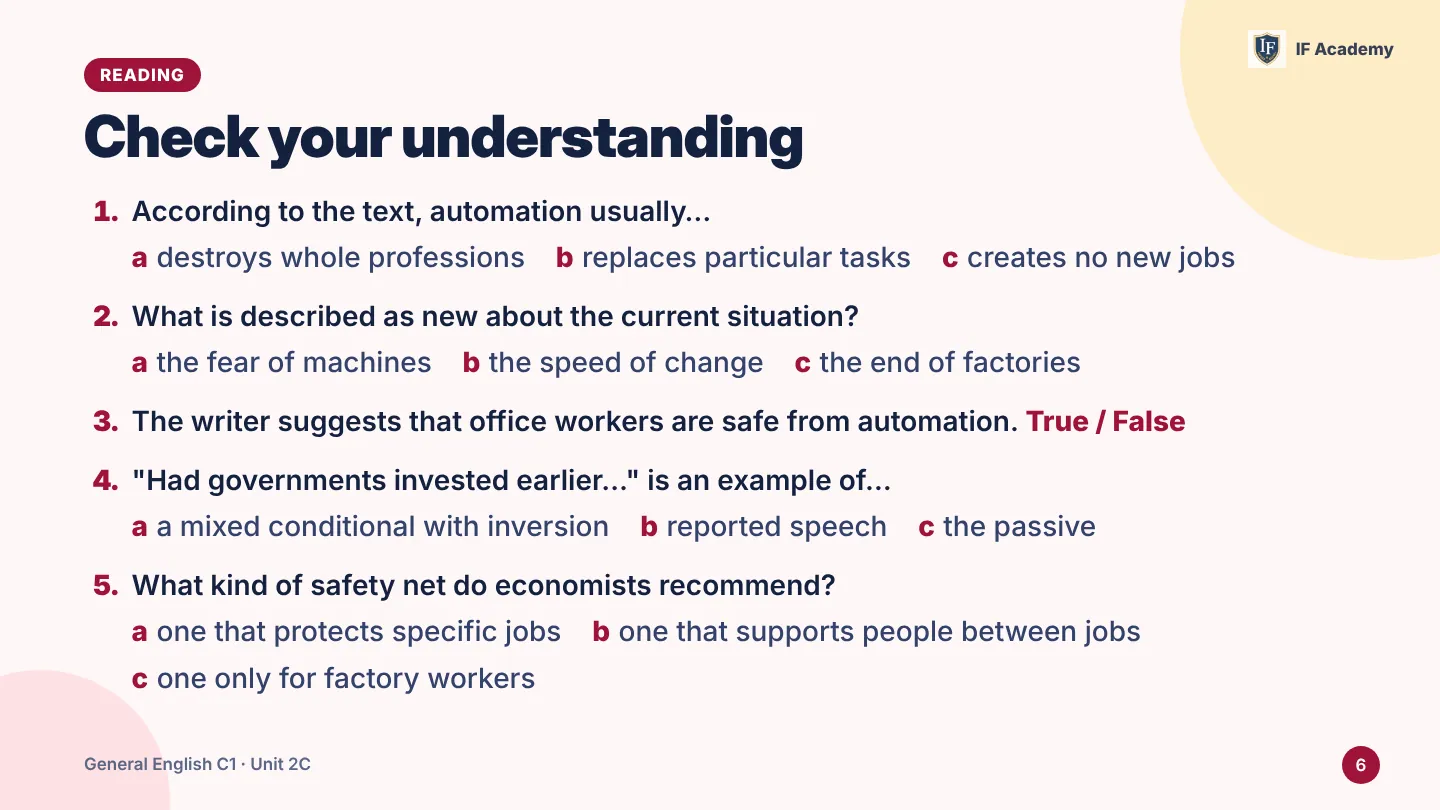 IF Academy
READING
Check your understanding
1. According to the text, automation usually...
a destroys whole professions b replaces particular tasks c creates no new jobs
2. What is described as new about the current situation?
a the fear of machines b the speed of change c the end of factories
3. The writer suggests that office workers are safe from automation. True / False
4. "Had governments invested earlier..." is an example of...
a a mixed conditional with inversion b reported speech c the passive
5. What kind of safety net do economists recommend?
a one that protects specific jobs b one that supports people between jobs
c one only for factory workers
General English C1 · Unit 2C
6